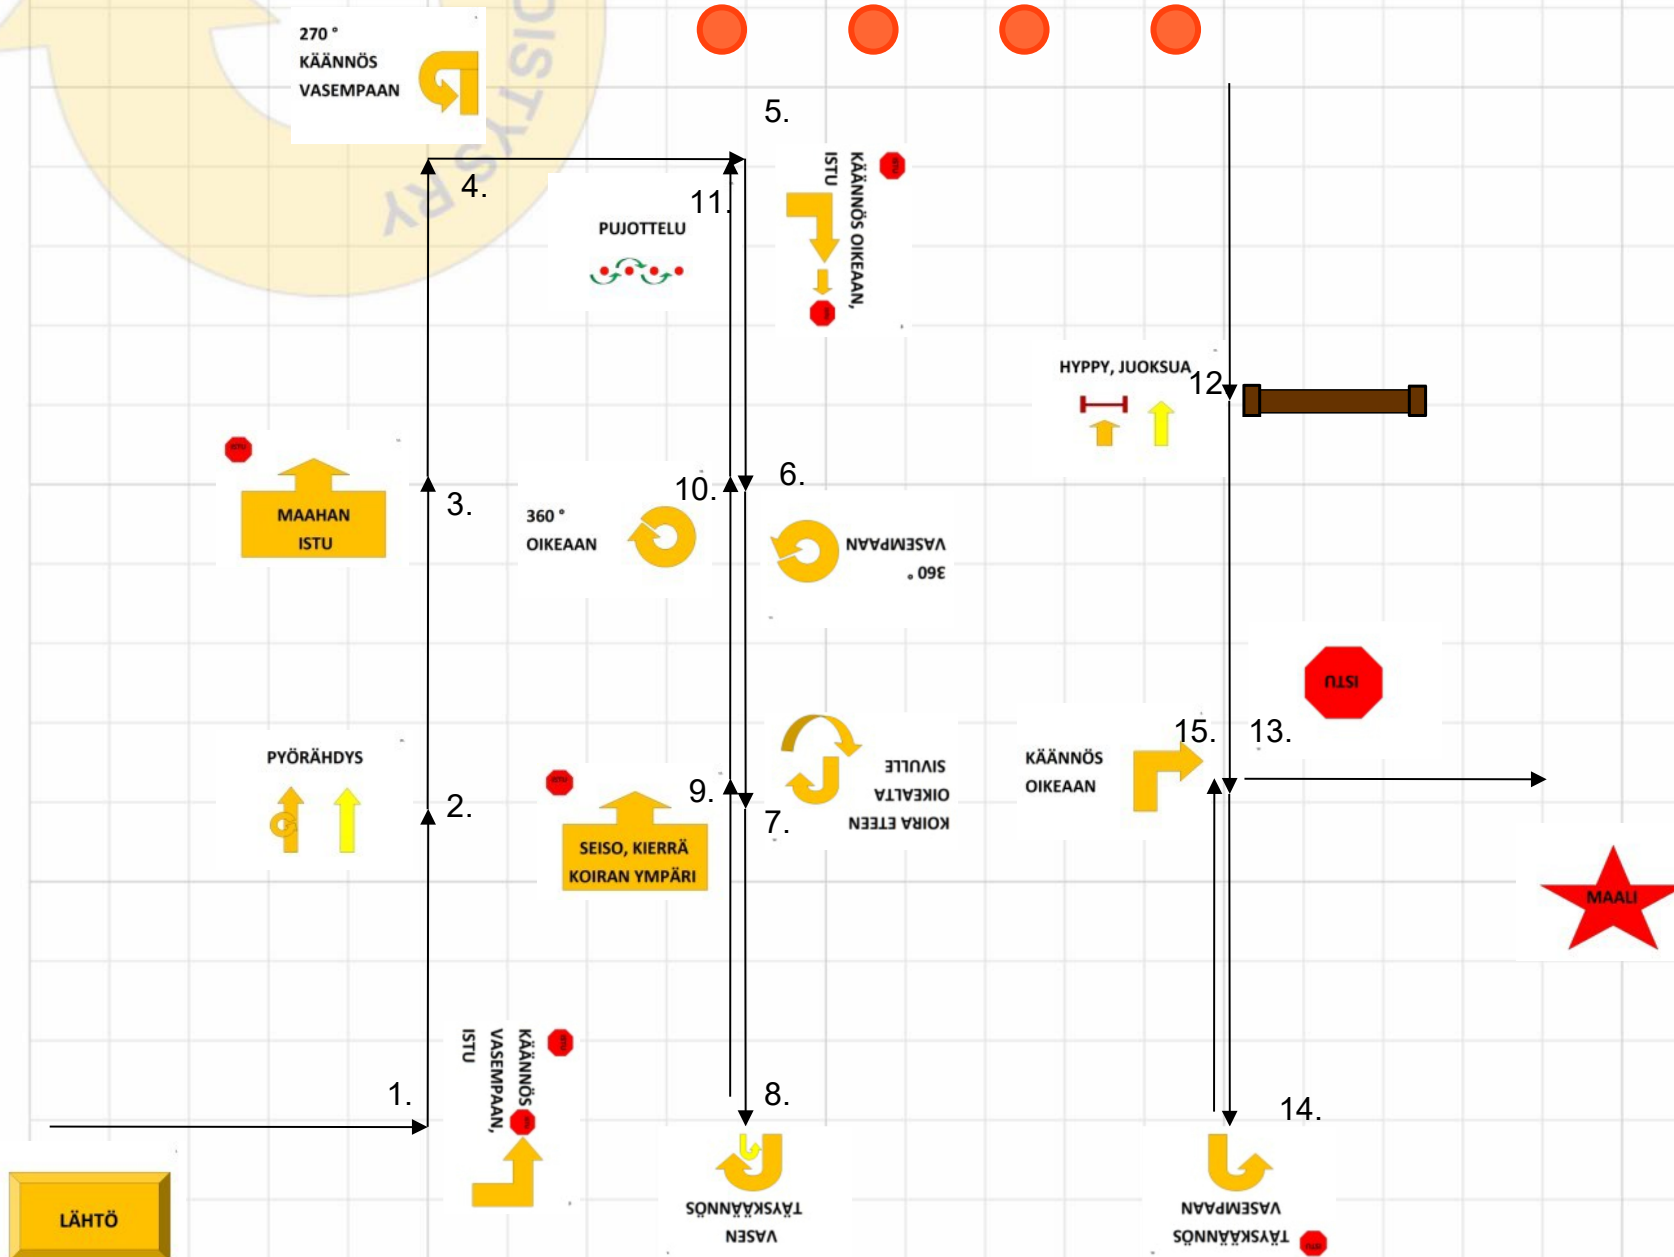 OISTYS RY
270 °
KÄÄNNÖS
VASEMPAAN
4.
5.
11.
PUJOTTELU
KÄÄNNÖS OIKEAAN,
ISTU
HYPPY, JUOKSUA
12
MAAHAN
ISTU
3.
360 °
OIKEAAN
10.
6.
360 °
VASEMPAAN
ISTU
PYÖRÄHDYS
2.
SEISO, KIERRÄ
KOIRAN YMPÄRI
9.
7.
KOIRA ETEEN
OIKEALTA
SIVULLE
KÄÄNNÖS
OIKEAAN
15.
13.
MAALI
1.
KÄÄNNÖS
VASEMPAAN,
ISTU
8.
VASEN
TÄYSKÄÄNNÖS
14.
TÄYSKÄÄNNÖS
VASEMPAAN
LÄHTÖ